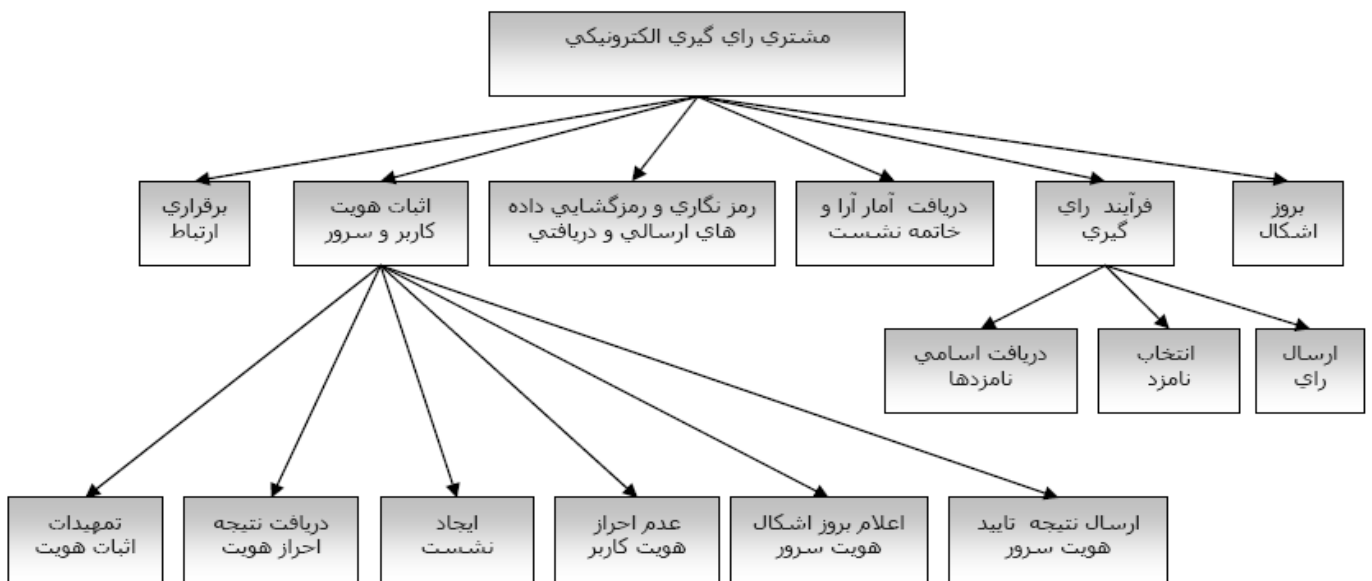 مشتري راي گيري الكترونيكي
بروز
اشكال
فرآيند راي
گيري
دريافت آمار آرا و
خاتمه نشست
رمز نگاري و رمزگشايي داده
هاي ارسالي و دريافتي
اثبات هويت
كاربر و سرور
برقراري
ارتباط
ارسال
راي
انتخاب
نامزد
دريافت اسامي
نامزدها
ارسال نتيجه تاييد
هويت سرور
اعلام بروز اشكال
هويت سرور
عدم احراز
هويت كاربر
ايجاد
نشست
دريافت نتيجه
احراز هويت
تمهيدات
اثبات هويت